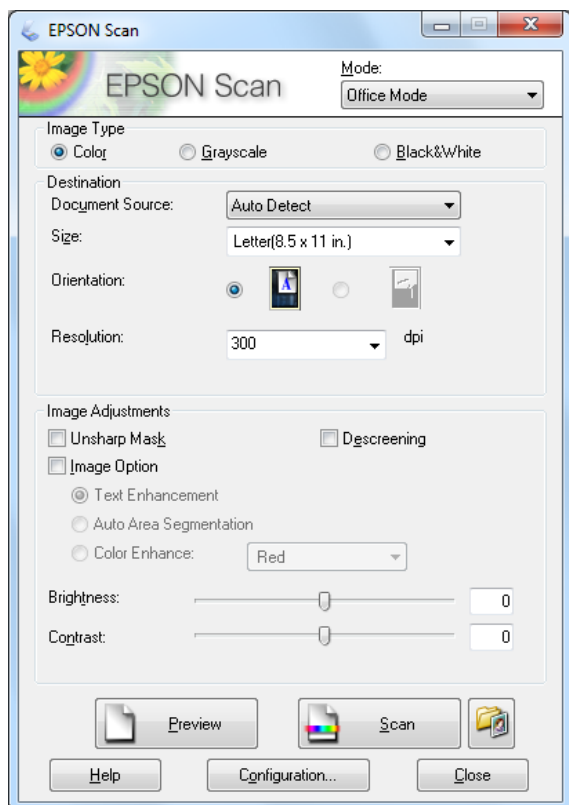 EPSON Scan
EPSON Scan
Mode:
Office Mode
Image Type
Color Grayscale Black&White
Destination
Document Source: Auto Detect
Size: Letter(8.5 x 11 in.)
Orientation: A
Resolution: 300 dpi
Image Adjustments
Unsharp Mask Descreening
Image Option
Text Enhancement
Auto Area Segmentation
Color Enhance: Red
Brightness: 0
Contrast: 0
Preview Scan
Help Configuration... Close